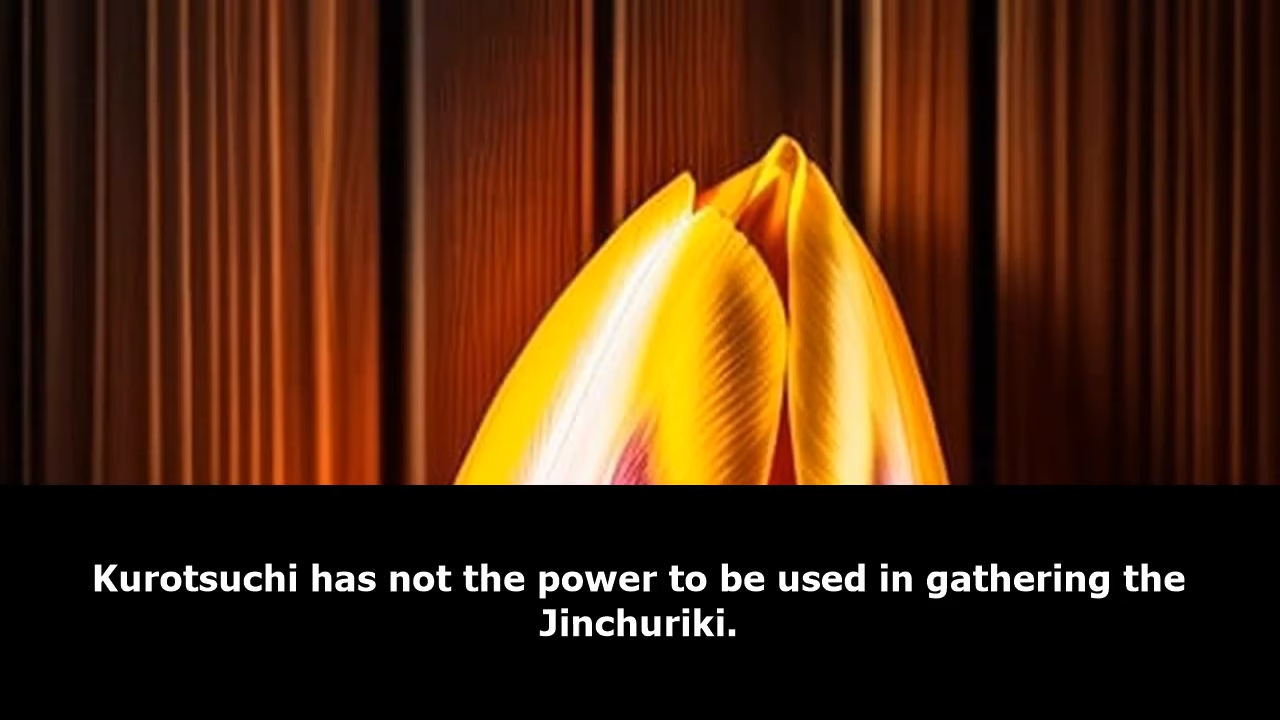 Kurotsuchi has not the power to be used in gathering the
Jinchuriki.